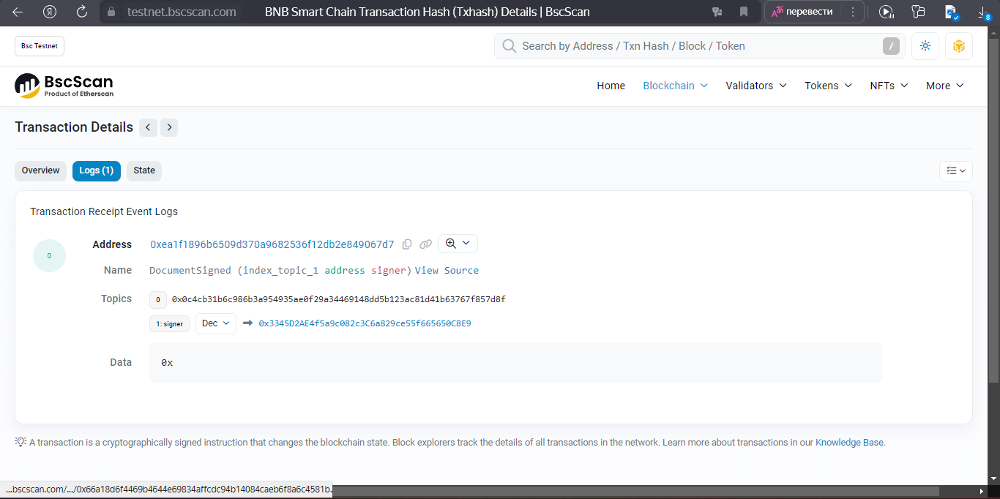 testnet.bscscan.com BNB Smart Chain Transaction Hash (Txhash) Details | BscScan перевести
8
Bsc Testnet
Search by Address / Txn Hash / Block / Token /
BscScan
Product of Etherscan
Home Blockchain Validators Tokens NFTs More
Transaction Details
Overview Logs (1) State
Transaction Receipt Event Logs
0
Address 0xea1f1896b6509d370a9682536f12db2e849067d7
Name DocumentSigned (index_topic_1 address signer) View Source
Topics 0 0x0c4cb31b6c986b3a954935ae0f29a34469148dd5b123ac81d41b63767f857d8f
1: signer Dec 0x3345D2AE4f5a9c082c3C6a829ce55f665650C8E9
Data 0x
A transaction is a cryptographically signed instruction that changes the blockchain state. Block explorers track the details of all transactions in the network. Learn more about transactions in our Knowledge Base.
...bscscan.com/.../0x66a18d6f4469b4644e69834affcdc94b14084caeb6f8a6c4581b...